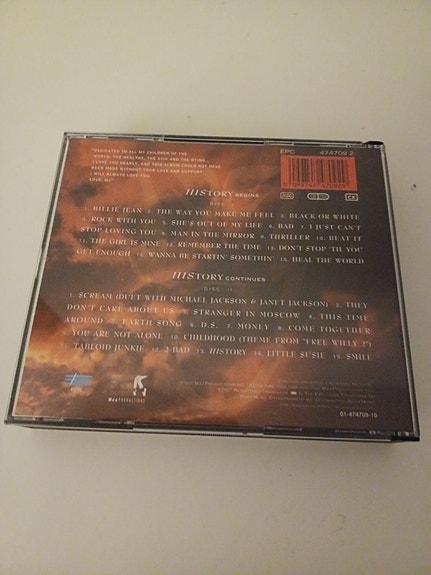 "DEDICATED TO ALL MY CHILDREN OF THE
WORLD, THE HEALTHY, THE SICK AND THE DYING...
I LOVE YOU DEARLY, AND THIS ALBUM COULD NOT HAVE
BEEN MADE WITHOUT YOUR LOVE AND SUPPORT.
I WILL ALWAYS LOVE YOU
LOVE, MJ"
EPC 474709 2
HISTORY BEGINS
DISC I
1. BILLIE JEAN 2. THE WAY YOU MAKE ME FEEL 3. BLACK OR WHITE
4. ROCK WITH YOU 5. SHE'S OUT OF MY LIFE 6. BAD 7. I JUST CAN'T
STOP LOVING YOU 8. MAN IN THE MIRROR 9. THRILLER 10. BEAT IT
11. THE GIRL IS MINE 12. REMEMBER THE TIME 13. DON'T STOP 'TIL YOU
GET ENOUGH 14. WANNA BE STARTIN' SOMETHIN' 15. HEAL THE WORLD
HISTORY CONTINUES
DISC II
1. SCREAM (DUET WITH MICHAEL JACKSON & JANET JACKSON) 2. THEY
DON'T CARE ABOUT US 3. STRANGER IN MOSCOW 4. THIS TIME
AROUND 5. EARTH SONG 6. D.S. 7. MONEY 8. COME TOGETHER
9. YOU ARE NOT ALONE 10. CHILDHOOD (THEME FROM "FREE WILLY 2")
11. TABLOID JUNKIE 12. 2 BAD 13. HISTORY 14. LITTLE SUSIE 15. SMILE
MJJ PRODUCTIONS
01-474709-10